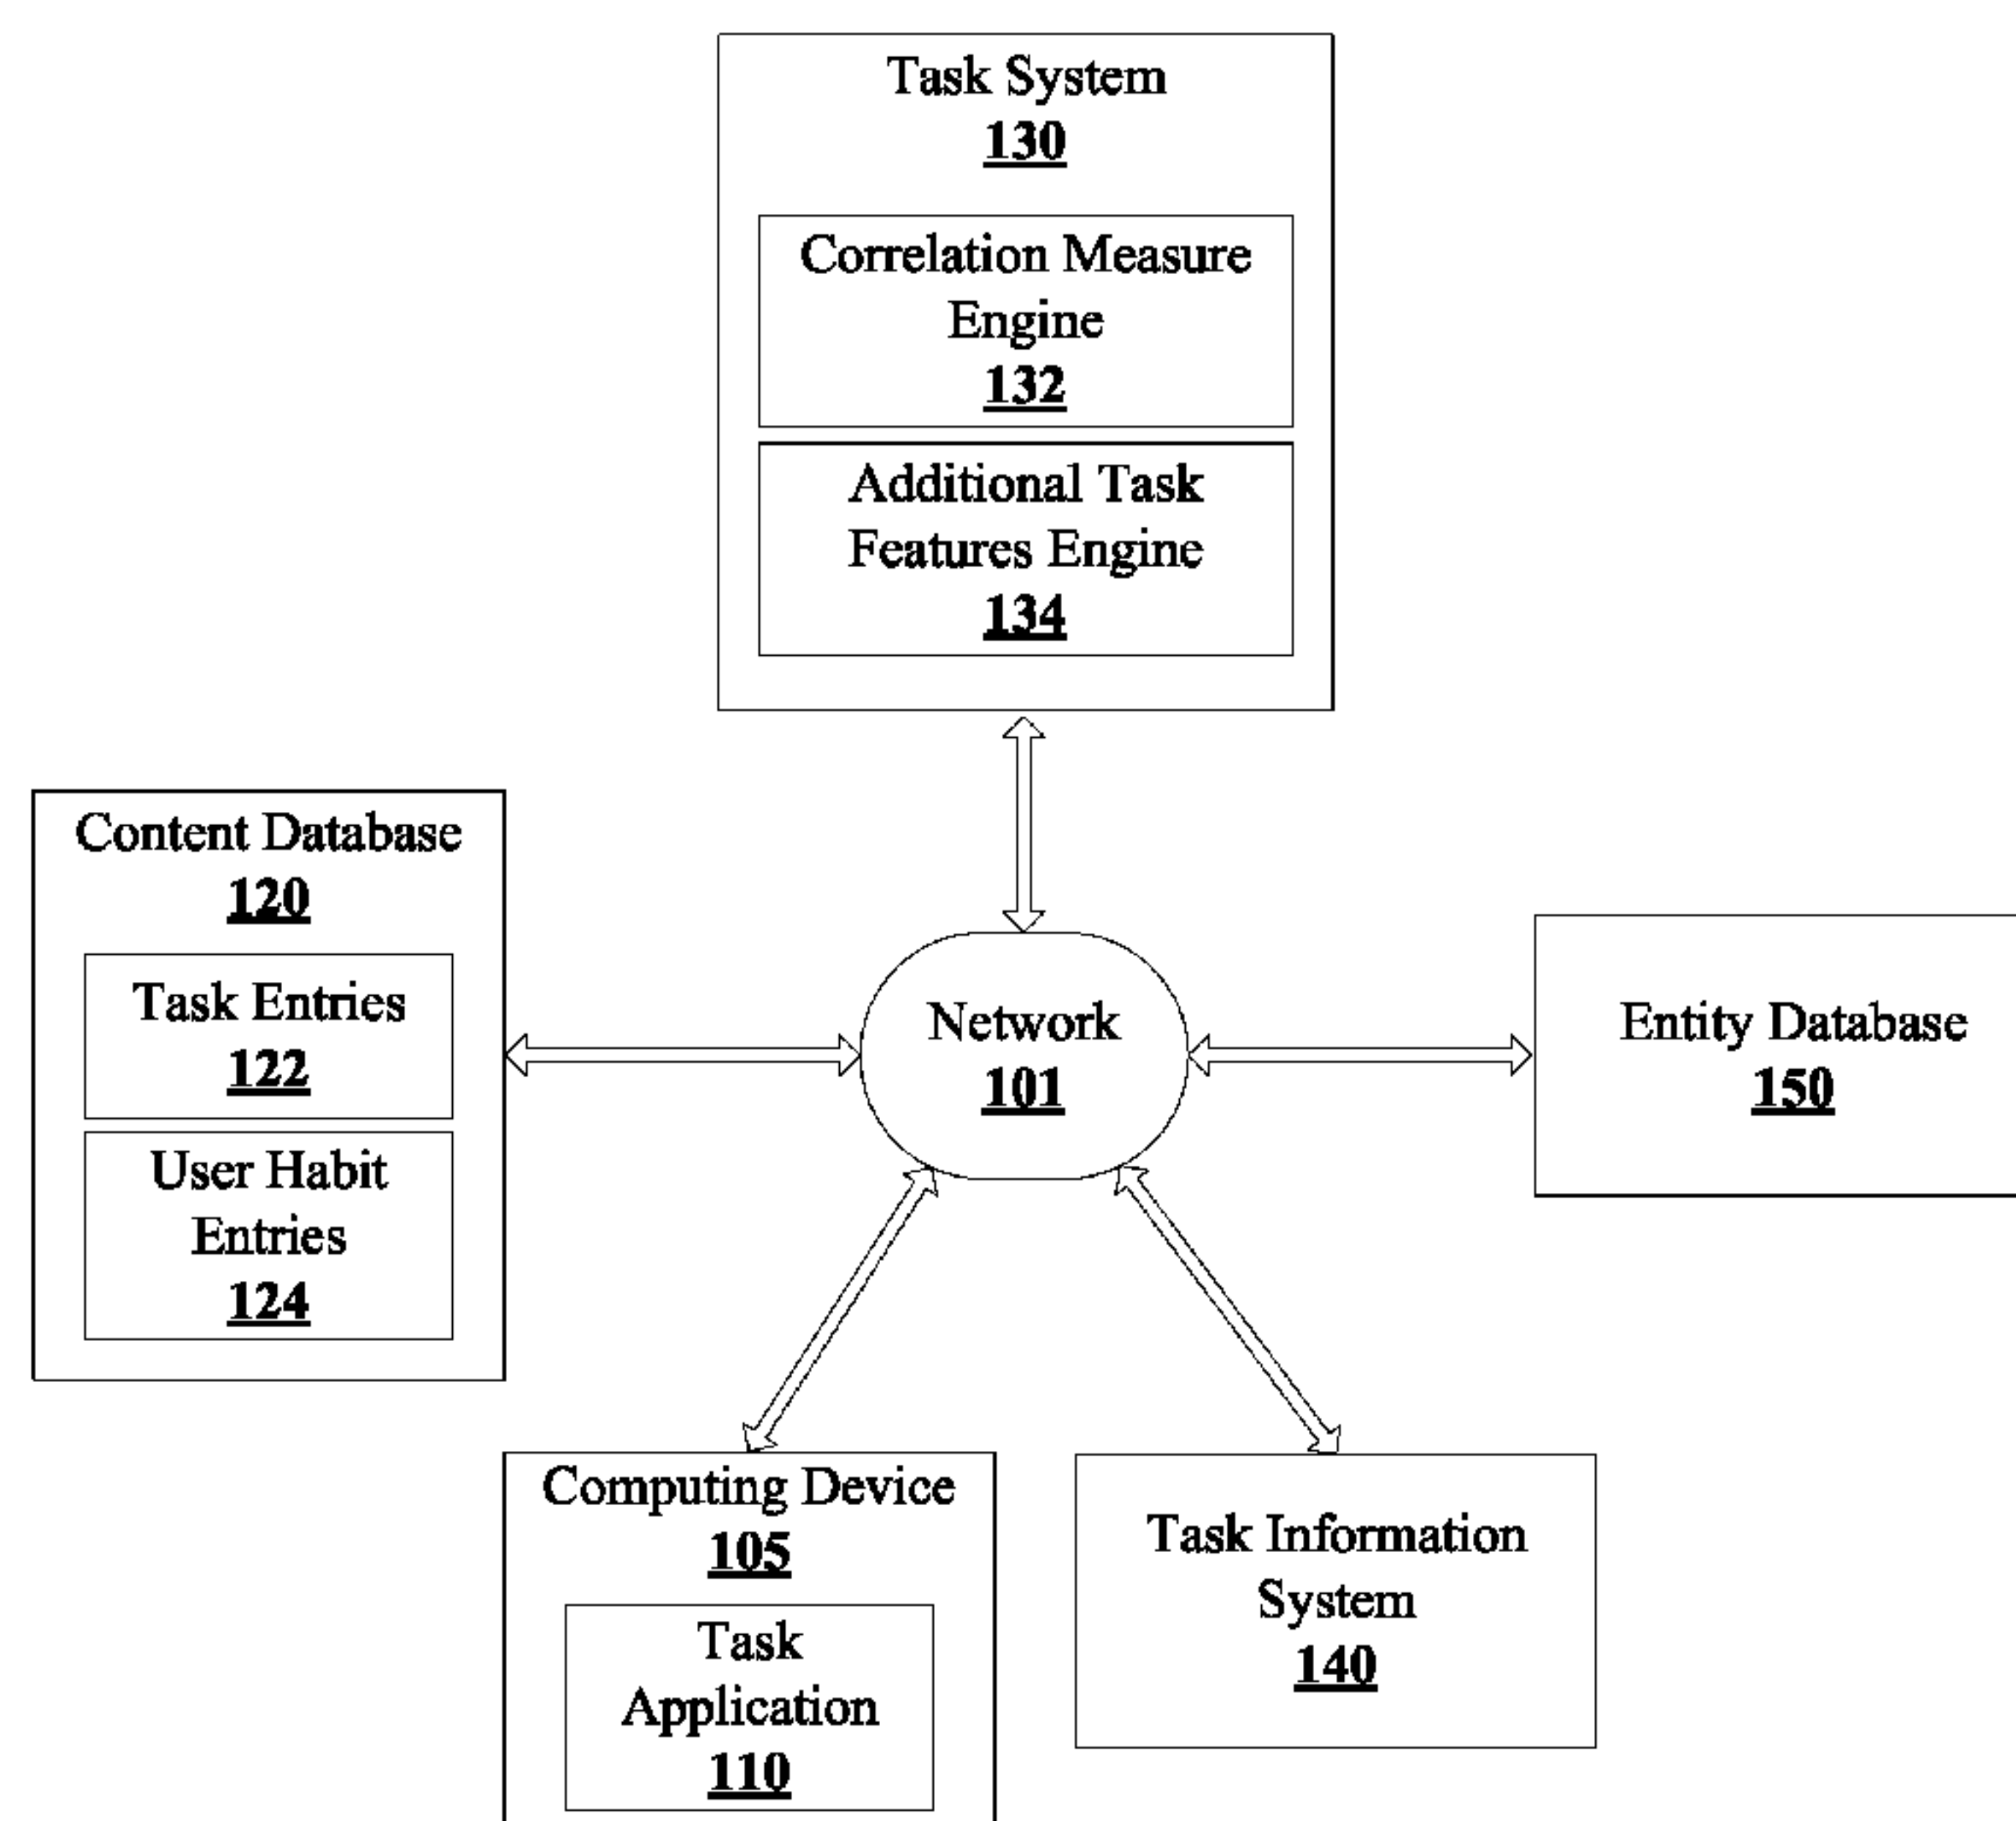 Task System
130
Correlation Measure
Engine
132
Additional Task
Features Engine
134
Content Database
120
Task Entries
122
User Habit
Entries
124
Network
101
Entity Database
150
Computing Device
105
Task
Application
110
Task Information
System
140